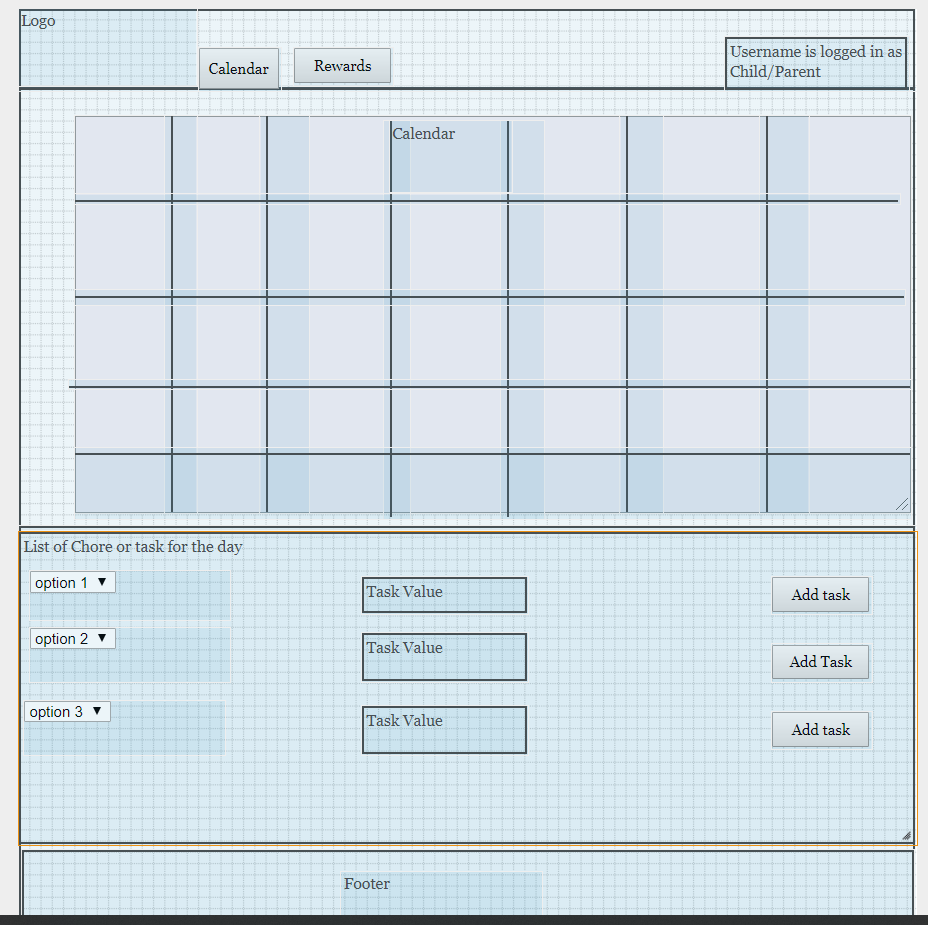 Logo
Calendar
Rewards
Username is logged in as
Child/Parent
Calendar
List of Chore or task for the day
option 1
Task Value
Add task
option 2
Task Value
Add Task
option 3
Task Value
Add task
Footer